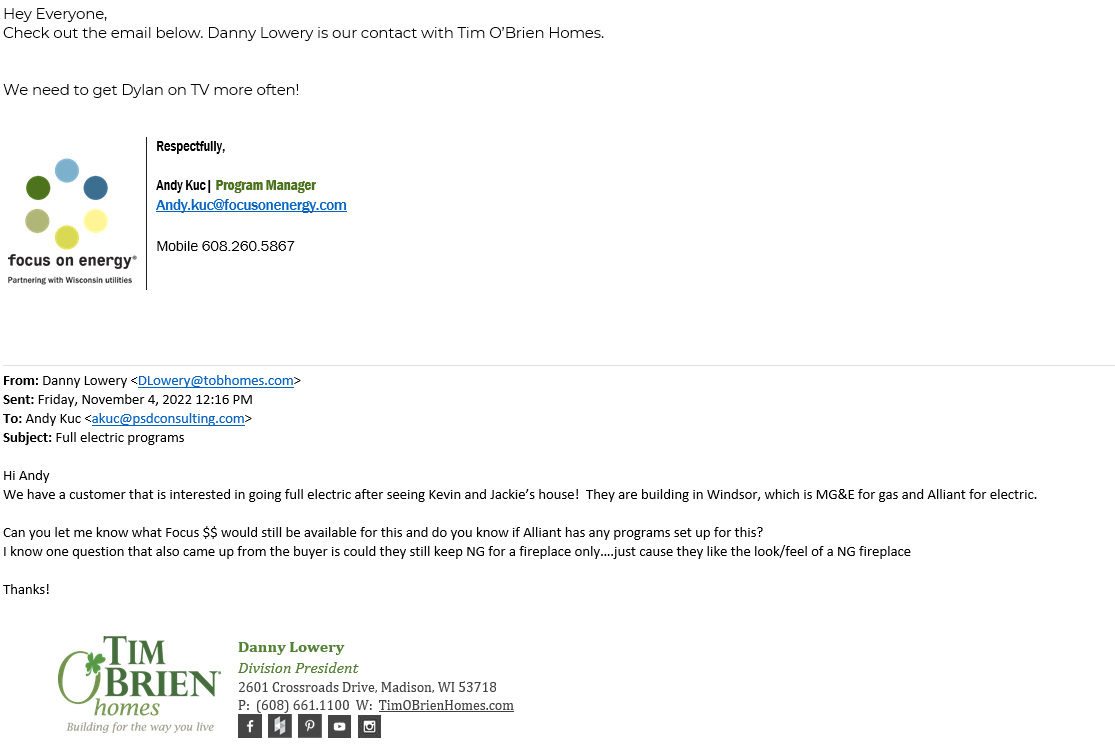 Hey Everyone,
Check out the email below. Danny Lowery is our contact with Tim O'Brien Homes.
We need to get Dylan on TV more often!
Respectfully,
Andy Kuc| Program Manager
Andy.kuc@focusonenergy.com
Mobile 608.260.5867
focus on energy®
Partnering with Wisconsin utilities
From: Danny Lowery <DLowery@tobhomes.com>
Sent: Friday, November 4, 2022 12:16 PM
To: Andy Kuc <akuc@psdconsulting.com>
Subject: Full electric programs
Hi Andy
We have a customer that is interested in going full electric after seeing Kevin and Jackie's house!  They are building in Windsor, which is MG&E for gas and Alliant for electric.
Can you let me know what Focus $$ would still be available for this and do you know if Alliant has any programs set up for this?
I know one question that also came up from the buyer is could they still keep NG for a fireplace only....just cause they like the look/feel of a NG fireplace
Thanks!
TIM
O'BRIEN
homes
Building for the way you live
Danny Lowery
Division President
2601 Crossroads Drive, Madison, WI 53718
P:  (608) 661.1100  W:  TimOBrienHomes.com